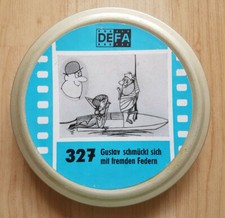 DEFA
327 Gustav schmückt sich
mit fremden Federn